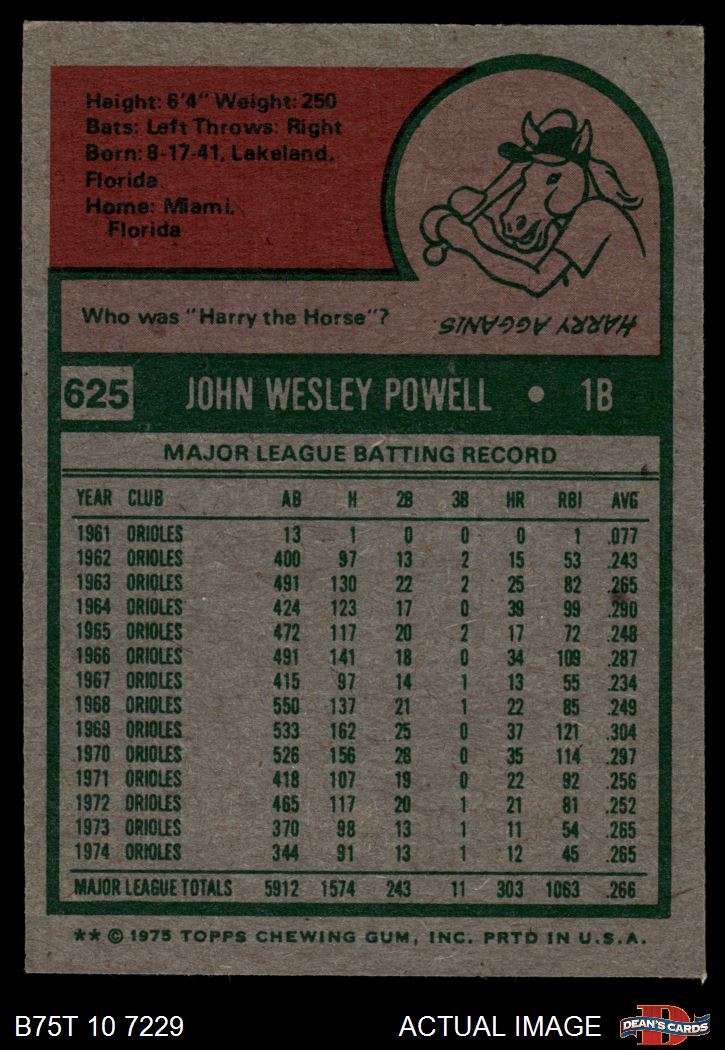 Height: 6'4" Weight: 250
Bats: Left Throws: Right
Born: 8-17-41, Lakeland,
Florida
Home: Miami,
Florida
Who was "Harry the Horse"?
HARRY AGGANIS
625 JOHN WESLEY POWELL • 1B
MAJOR LEAGUE BATTING RECORD
YEAR CLUB AB H 2B 3B HR RBI AVG
1961 ORIOLES 13 1 0 0 0 1 .077
1962 ORIOLES 400 97 13 2 15 53 .243
1963 ORIOLES 491 130 22 2 25 82 .265
1964 ORIOLES 424 123 17 0 39 99 .290
1965 ORIOLES 472 117 20 2 17 72 .248
1966 ORIOLES 491 141 18 0 34 109 .287
1967 ORIOLES 415 97 14 1 13 55 .234
1968 ORIOLES 550 137 21 1 22 85 .249
1969 ORIOLES 533 162 25 0 37 121 .304
1970 ORIOLES 526 156 28 0 35 114 .297
1971 ORIOLES 418 107 19 0 22 92 .256
1972 ORIOLES 465 117 20 1 21 81 .252
1973 ORIOLES 370 98 13 1 11 54 .265
1974 ORIOLES 344 91 13 1 12 45 .265
MAJOR LEAGUE TOTALS 5912 1574 243 11 303 1063 .266
** © 1975 TOPPS CHEWING GUM, INC. PRTD IN U.S.A.
B75T 10 7229 ACTUAL IMAGE D DEAN'S CARDS